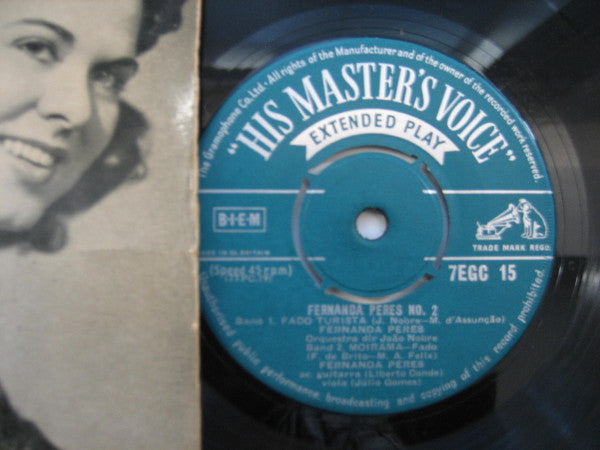 The Gramophone Co. Ltd. · All rights of the Manufacturer and of the owner of the recorded work reserved.
"HIS MASTER'S VOICE"
EXTENDED PLAY
B·I·E·M
TRADE MARK REGD.
MADE IN GT. BRITAIN
(Speed 45 r.p.m)
7EGC 15
FERNANDA PERES NO. 2
Band 1. FADO TURISTA (J. Nobre—M. d'Assunção)
FERNANDA PERES
Orquestra dir João Nobre
Band 2. MOIRAMA—Fado
(F. de Brito—M. A. Felix)
FERNANDA PERES
ac guitarra (Liberto Conde)
viola (Julio Gomes)
Unauthorised public performance, broadcasting and copying of this record prohibited.